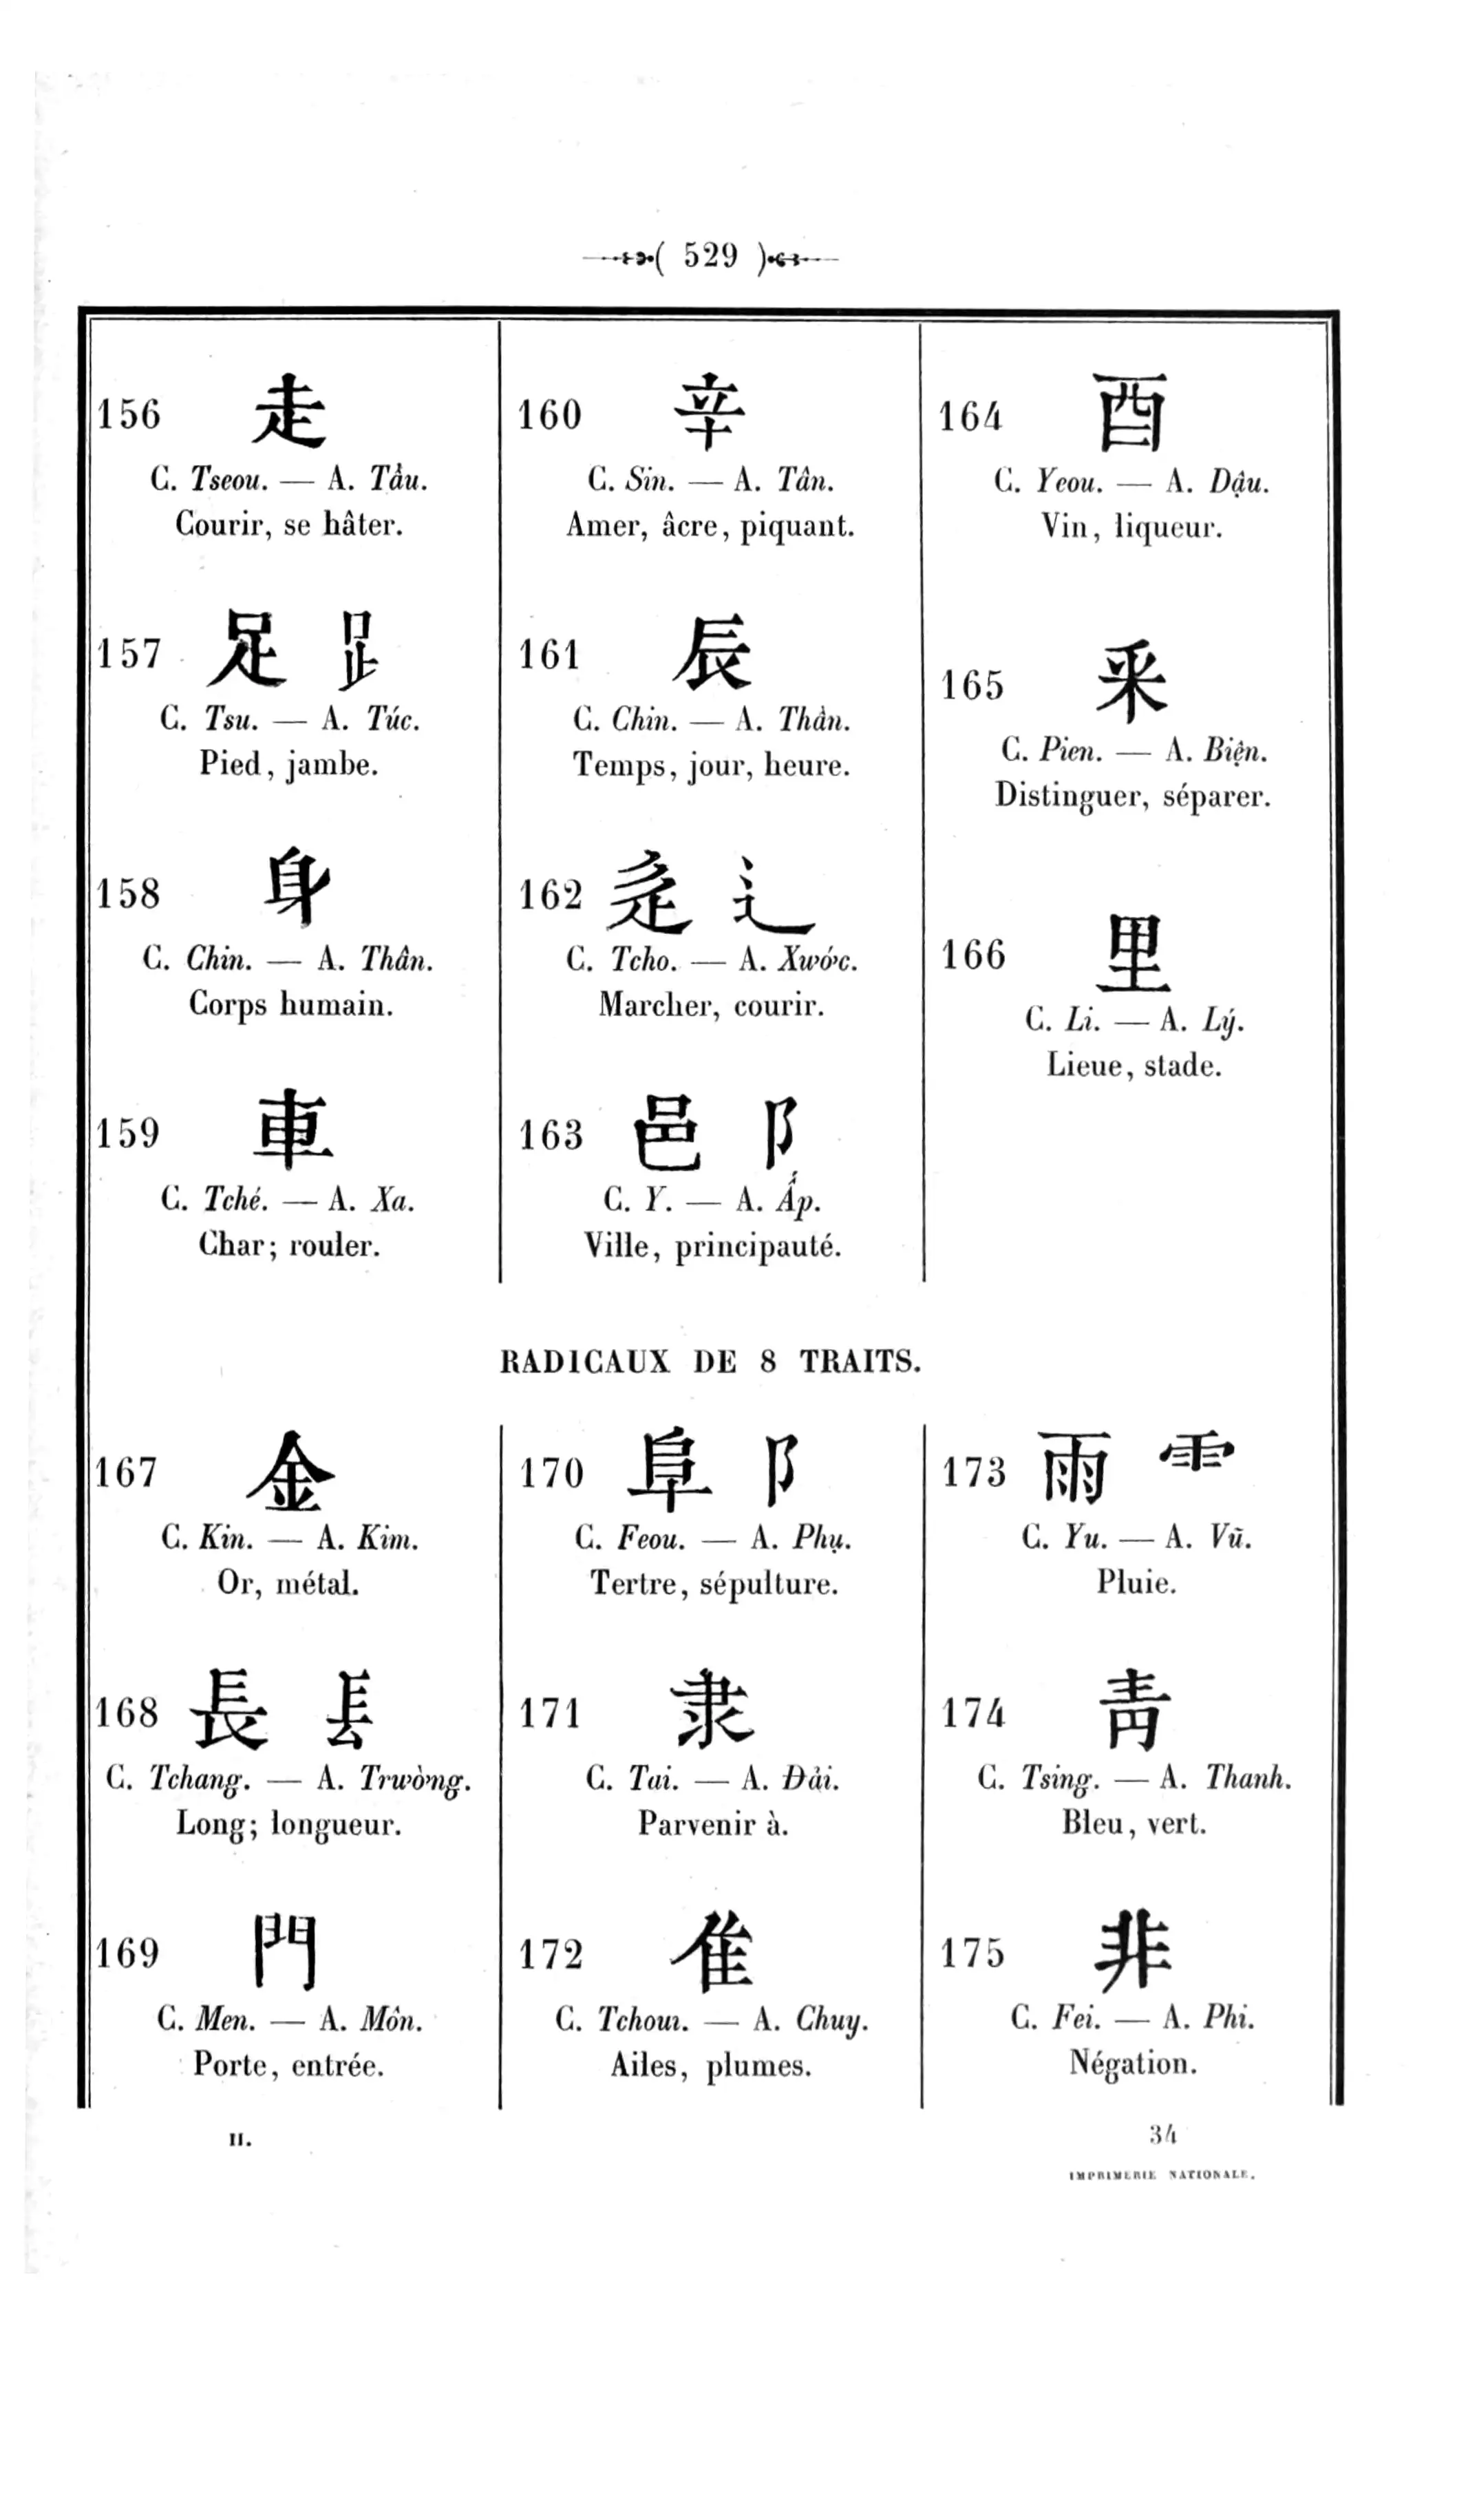 ( 529 )
156 走
C. Tseou. — A. Tẩu.
Courir, se hâter.
157 足 𧾷
C. Tsu. — A. Túc.
Pied, jambe.
158 身
C. Chin. — A. Thân.
Corps humain.
159 車
C. Tché. — A. Xa.
Char; rouler.
160 辛
C. Sin. — A. Tân.
Amer, âcre, piquant.
161 辰
C. Chin. — A. Thàn.
Temps, jour, heure.
162 辵 辶
C. Tcho. — A. Xước.
Marcher, courir.
163 邑 阝
C. Y. — A. Ấp.
Ville, principauté.
164 酉
C. Yeou. — A. Dậu.
Vin, liqueur.
165 釆
C. Pien. — A. Biện.
Distinguer, séparer.
166 里
C. Li. — A. Lý.
Lieue, stade.
RADICAUX DE 8 TRAITS.
167 金
C. Kin. — A. Kim.
Or, métal.
168 長 镸
C. Tchang. — A. Trường.
Long; longueur.
169 門
C. Men. — A. Môn.
Porte, entrée.
170 阜 阝
C. Feou. — A. Phụ.
Tertre, sépulture.
171 隶
C. Tai. — A. Đải.
Parvenir à.
172 隹
C. Tchoui. — A. Chuy.
Ailes, plumes.
173 雨 ⻗
C. Yu. — A. Vũ.
Pluie.
174 靑
C. Tsing. — A. Thanh.
Bleu, vert.
175 非
C. Fei. — A. Phi.
Négation.
II. 34
IMPRIMERIE NATIONALE.